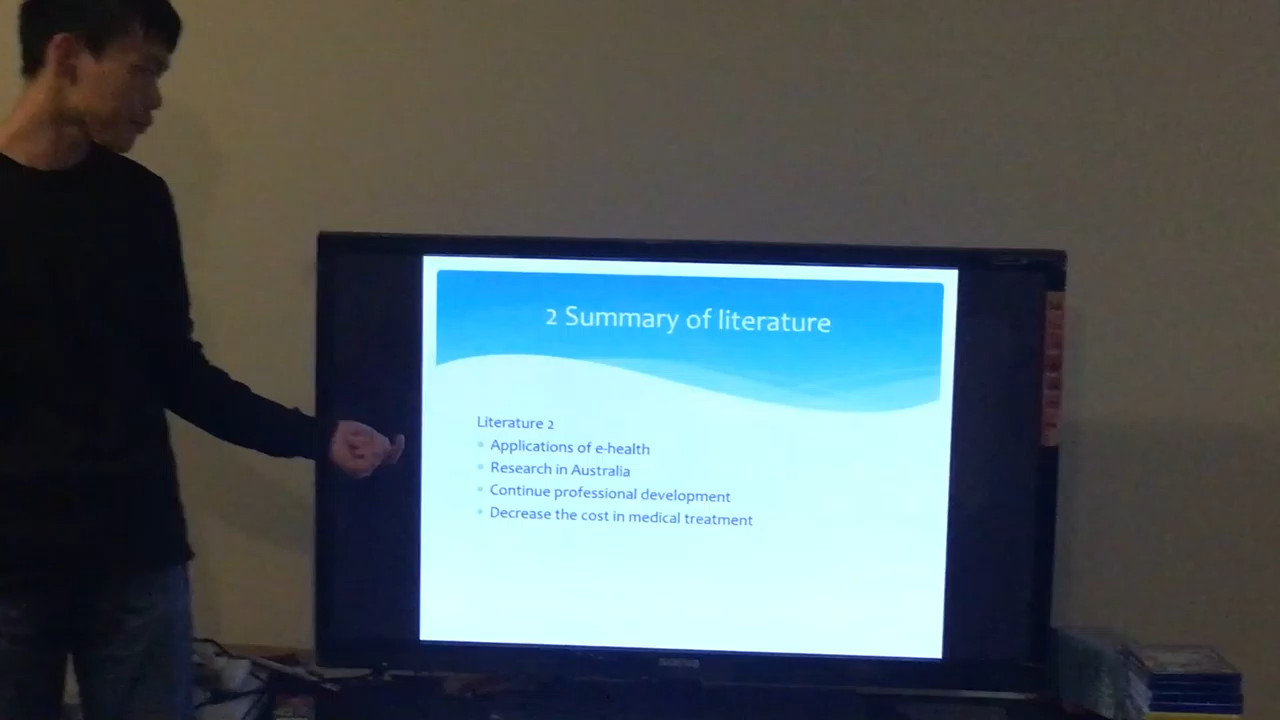 2 Summary of literature
Literature 2
Applications of e-health
Research in Australia
Continue professional development
Decrease the cost in medical treatment